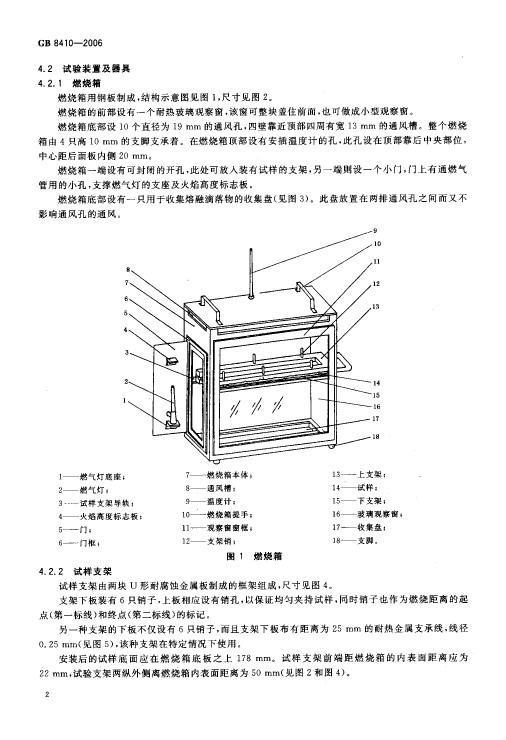 GB 8410—2006
4.2 试验装置及器具
4.2.1 燃烧箱
燃烧箱用钢板制成,结构示意图见图1,尺寸见图2。
燃烧箱的前部设有一个耐热玻璃观察窗,该窗可整块盖住前面,也可做成小型观察窗。
燃烧箱底部设10个直径为19 mm的通风孔,四壁靠近顶部四周有宽13 mm的通风槽。整个燃烧
箱由4只高10 mm的支脚支承着。在燃烧箱顶部设有安插温度计的孔,此孔设在顶部靠后中央部位,
中心距后面板内侧20 mm。
燃烧箱一端设有可封闭的开孔,此处可放入装有试样的支架,另一端则设一个小门,门上有通燃气
管用的小孔,支撑燃气灯的支座及火焰高度标志板。
燃烧箱底部设有一只用于收集熔融滴落物的收集盘(见图3)。此盘放置在两排通风孔之间而又不
影响通风孔的通风。
9
10
11
12
13
8
7
6
5
4
3
2
1
14
15
16
17
18
1——燃气灯底座; 7——燃烧箱本体; 13——上支架;
2——燃气灯; 8——通风槽; 14——试样;
3——试样支架导轨; 9——温度计; 15——下支架;
4——火焰高度标志板; 10——燃烧箱提手; 16——玻璃观察窗;
5——门; 11——观察窗窗框; 17——收集盘;
6——门框; 12——支架销; 18——支脚。
图1 燃烧箱
4.2.2 试样支架
试样支架由两块U形耐腐蚀金属板制成的框架组成,尺寸见图4。
支架下板装有6只销子,上板相应设有销孔,以保证均匀夹持试样,同时销子也作为燃烧距离的起
点(第一标线)和终点(第二标线)的标记。
另一种支架的下板不仅设有6只销子,而且支架下板布有距离为25 mm的耐热金属支承线,线径
0.25 mm(见图5),该种支架在特定情况下使用。
安装后的试样底面应在燃烧箱底板之上178 mm。试样支架前端距燃烧箱的内表面距离应为
22 mm,试验支架两纵外侧离燃烧箱内表面距离为50 mm(见图2和图4)。
2